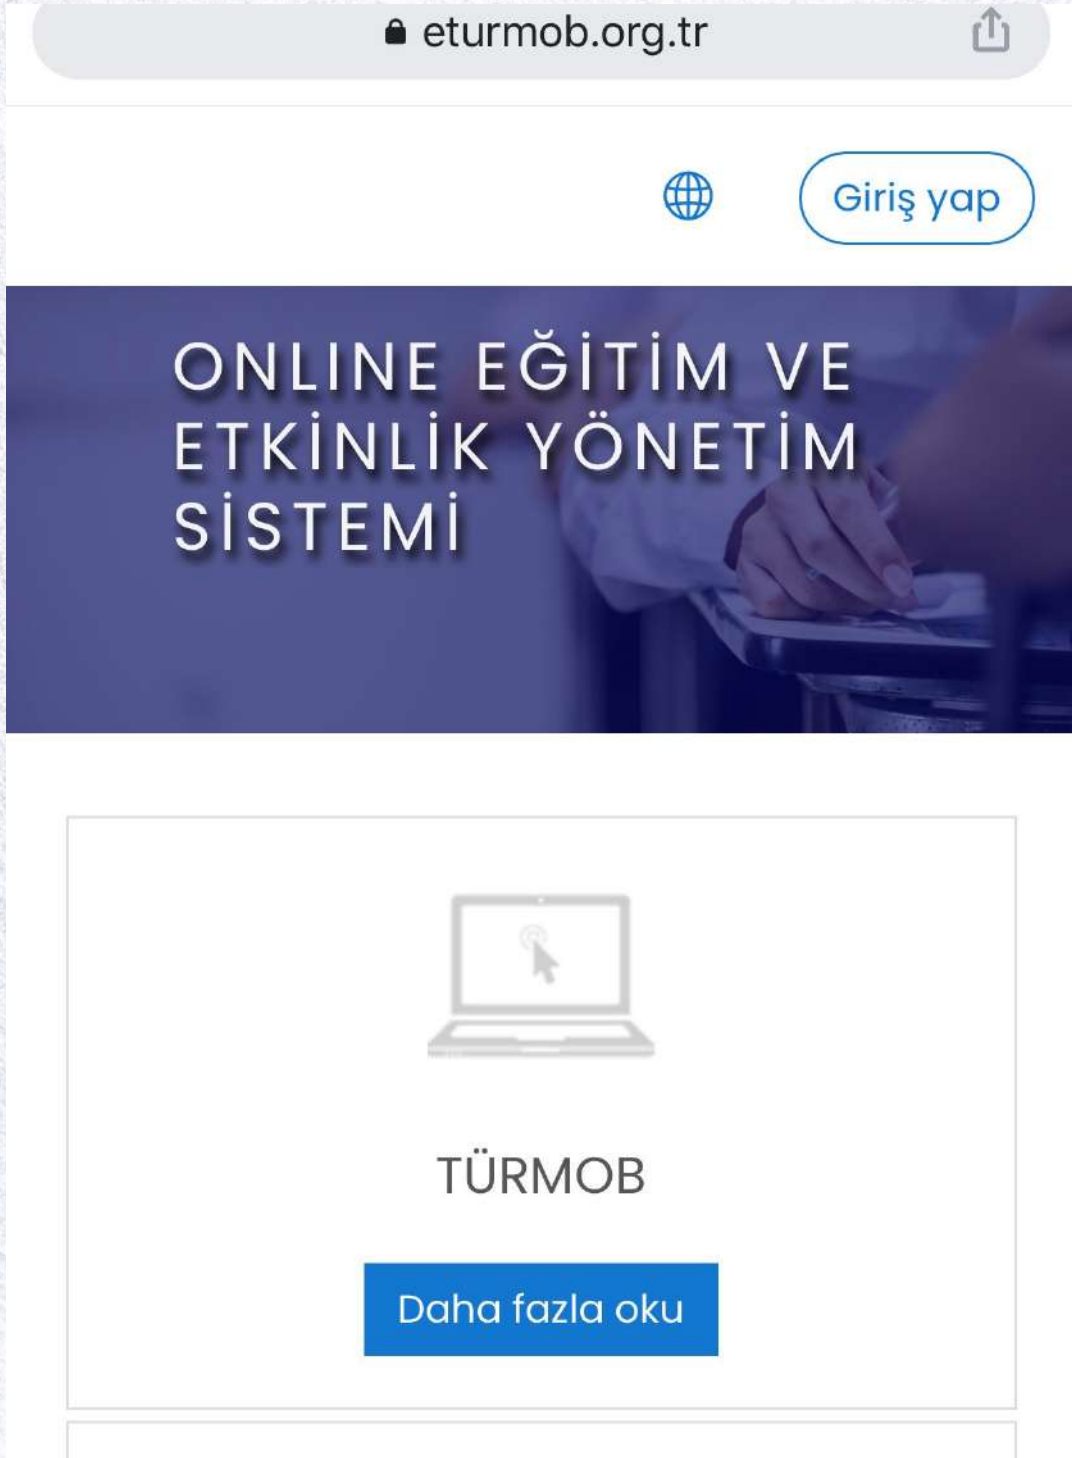 eturmob.org.tr
Giriş yap
ONLINE EĞİTİM VE
ETKİNLİK YÖNETİM
SİSTEMİ
TÜRMOB
Daha fazla oku